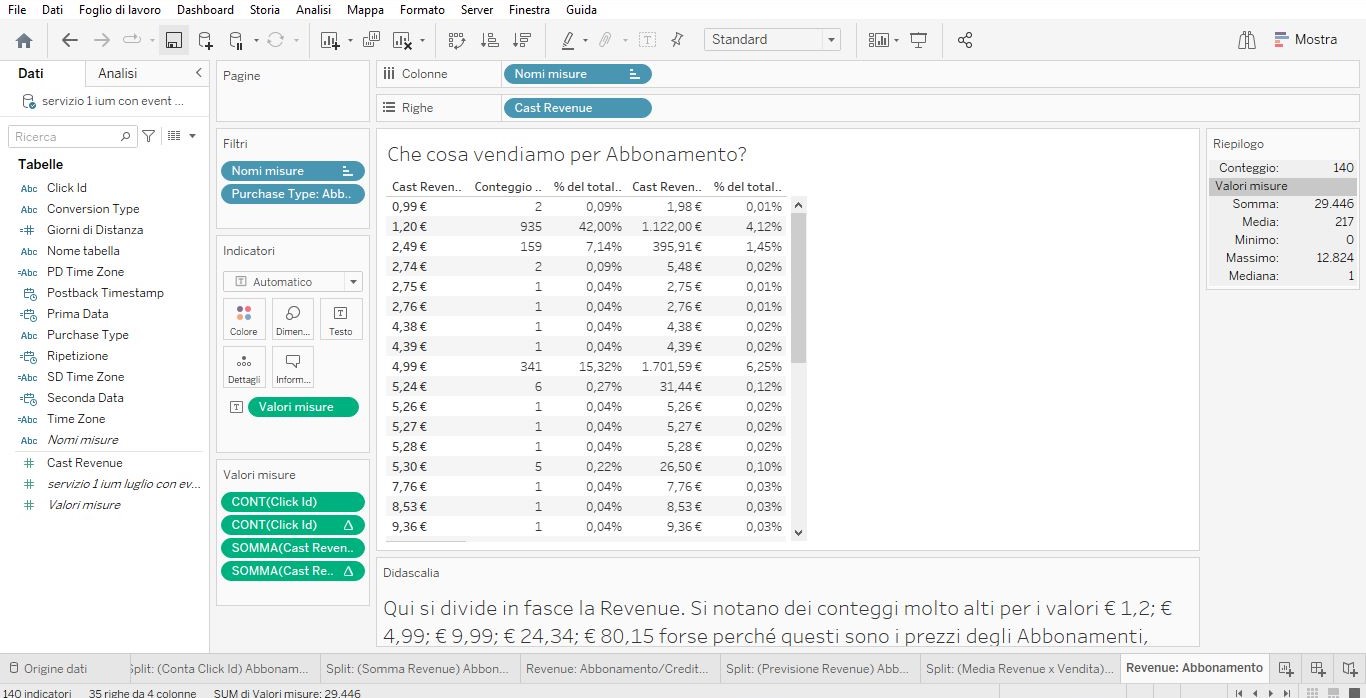 File Dati Foglio di lavoro Dashboard Storia Analisi Mappa Formato Server Finestra Guida
Standard
Mostra
Dati Analisi
servizio 1 ium con event ...
Ricerca
Tabelle
Abc Click Id
Abc Conversion Type
Giorni di Distanza
Abc Nome tabella
=Abc PD Time Zone
Postback Timestamp
Prima Data
Abc Purchase Type
Ripetizione
=Abc SD Time Zone
Seconda Data
=Abc Time Zone
Abc Nomi misure
Cast Revenue
servizio 1 ium luglio con ev...
Valori misure
Pagine
Filtri
Nomi misure
Purchase Type: Abb..
Indicatori
Automatico
Colore Dimen... Testo
Dettagli Inform...
Valori misure
Valori misure
CONT(Click Id)
CONT(Click Id) Δ
SOMMA(Cast Reven..
SOMMA(Cast Re.. Δ
Colonne Nomi misure
Righe Cast Revenue
Che cosa vendiamo per Abbonamento?
Cast Reven.. Conteggio .. % del total.. Cast Reven.. % del total..
0,99 € 2 0,09% 1,98 € 0,01%
1,20 € 935 42,00% 1.122,00 € 4,12%
2,49 € 159 7,14% 395,91 € 1,45%
2,74 € 2 0,09% 5,48 € 0,02%
2,75 € 1 0,04% 2,75 € 0,01%
2,76 € 1 0,04% 2,76 € 0,01%
4,38 € 1 0,04% 4,38 € 0,02%
4,39 € 1 0,04% 4,39 € 0,02%
4,99 € 341 15,32% 1.701,59 € 6,25%
5,24 € 6 0,27% 31,44 € 0,12%
5,26 € 1 0,04% 5,26 € 0,02%
5,27 € 1 0,04% 5,27 € 0,02%
5,28 € 1 0,04% 5,28 € 0,02%
5,30 € 5 0,22% 26,50 € 0,10%
7,76 € 1 0,04% 7,76 € 0,03%
8,53 € 1 0,04% 8,53 € 0,03%
9,36 € 1 0,04% 9,36 € 0,03%
Didascalia
Qui si divide in fasce la Revenue. Si notano dei conteggi molto alti per i valori € 1,2; €
4,99; € 9,99; € 24,34; € 80,15 forse perché questi sono i prezzi degli Abbonamenti,
Riepilogo
Conteggio: 140
Valori misure
Somma: 29.446
Media: 217
Minimo: 0
Massimo: 12.824
Mediana: 1
Origine dati Split: (Conta Click Id) Abbonam... Split: (Somma Revenue) Abbon... Revenue: Abbonamento/Credit... Split: (Previsione Revenue) Abb... Split: (Media Revenue x Vendita)... Revenue: Abbonamento
140 indicatori 35 righe da 4 colonne SUM di Valori misure: 29.446